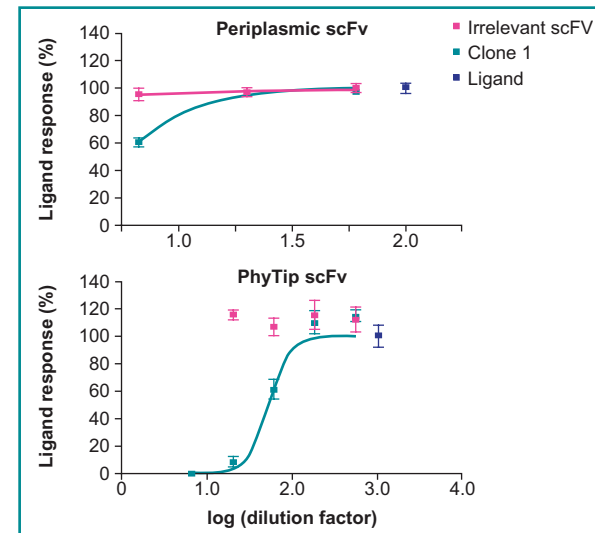 Periplasmic scFv
Irrelevant scFV
Clone 1
Ligand
Ligand response (%)
140
120
100
80
60
40
20
0
1.0 1.5 2.0
PhyTip scFv
Ligand response (%)
140
120
100
80
60
40
20
0
0 1.0 2.0 3.0 4.0
log (dilution factor)